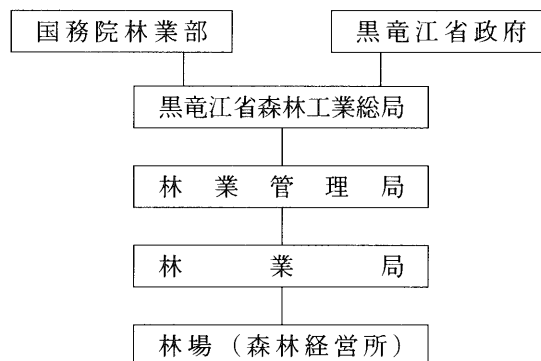 国務院林業部
黒竜江省政府
黒竜江省森林工業総局
林業管理局
林業局
林場（森林経営所）